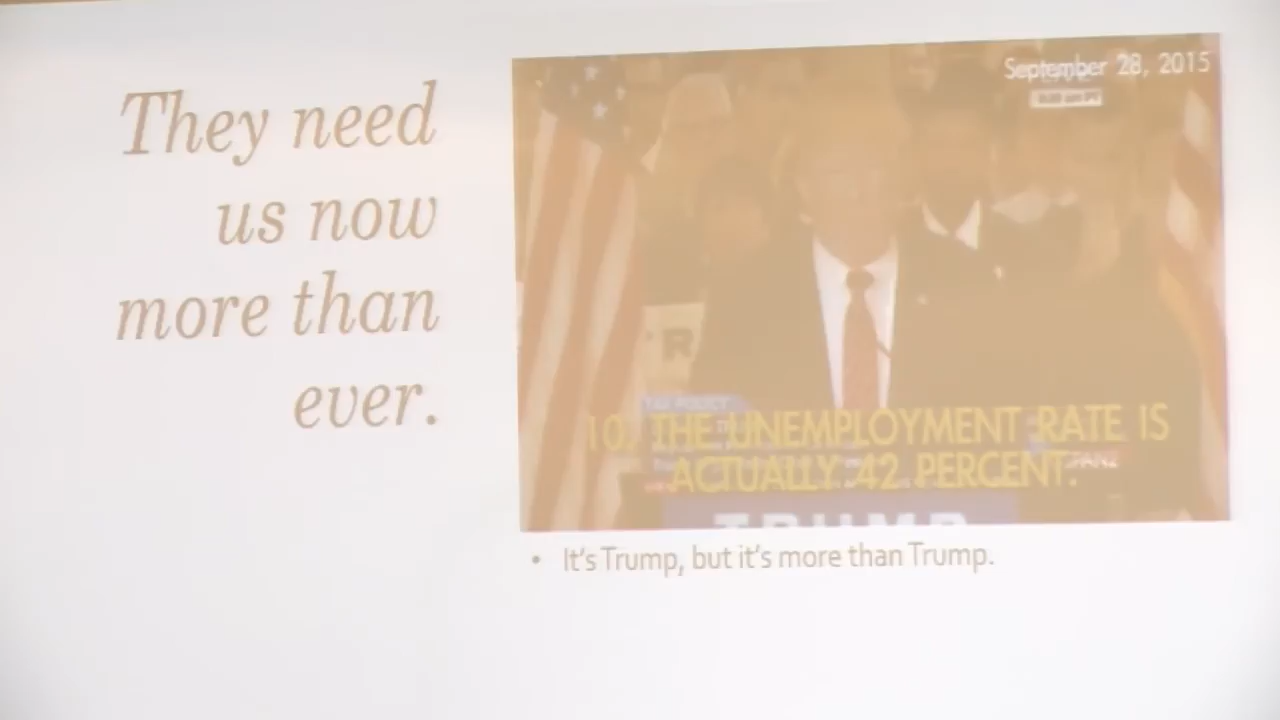 They need
us now
more than
ever.
September 28, 2015
R
10. THE UNEMPLOYMENT RATE IS
ACTUALLY 42 PERCENT.
TRUMP
• It's Trump, but it's more than Trump.